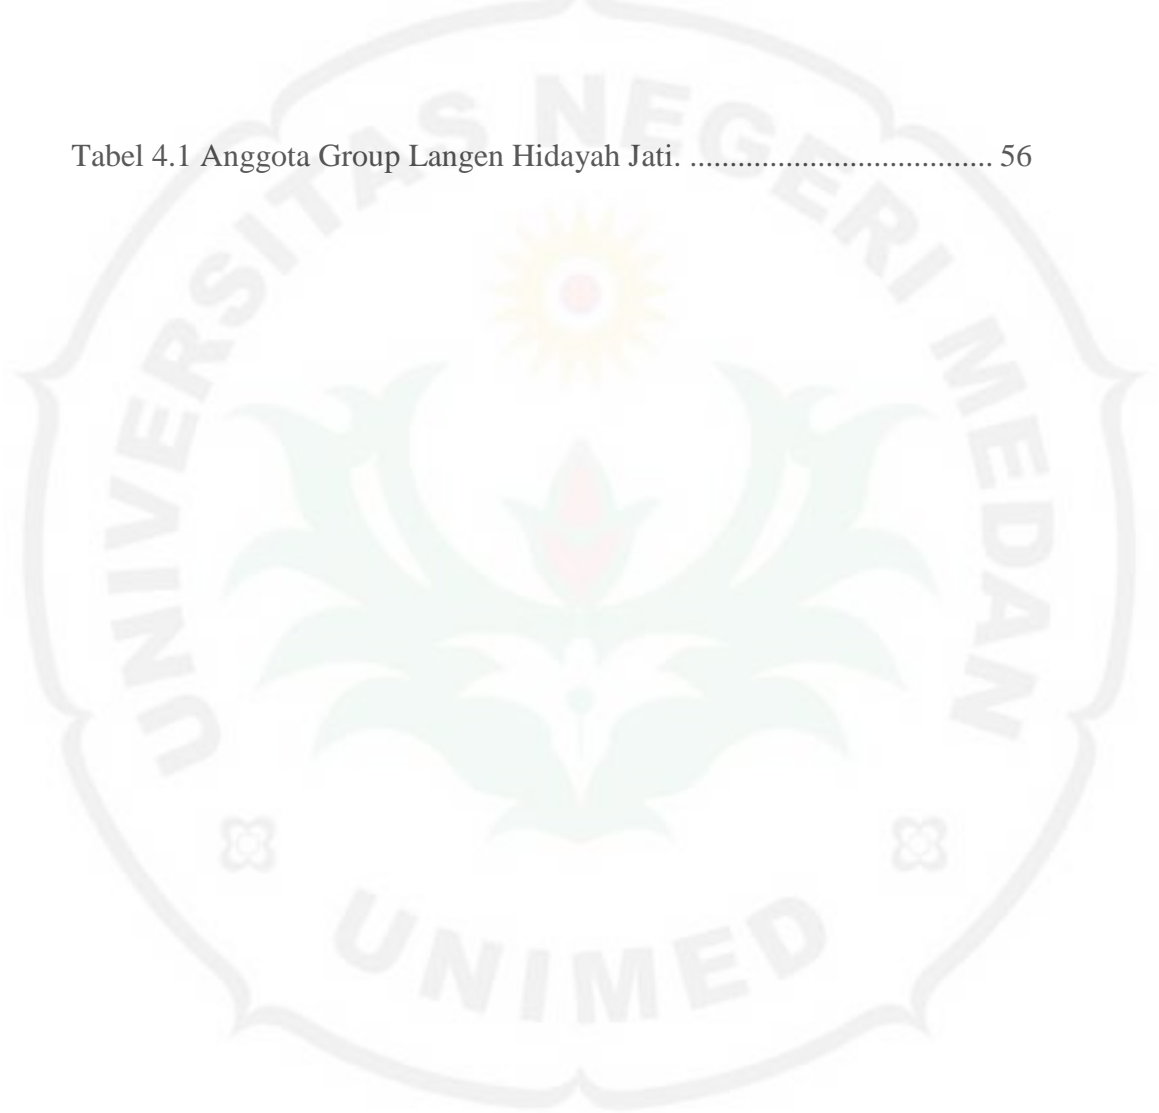 Tabel 4.1 Anggota Group Langen Hidayah Jati. ...................................... 56
UNIVERSITAS NEGERI MEDAN
UNIMED